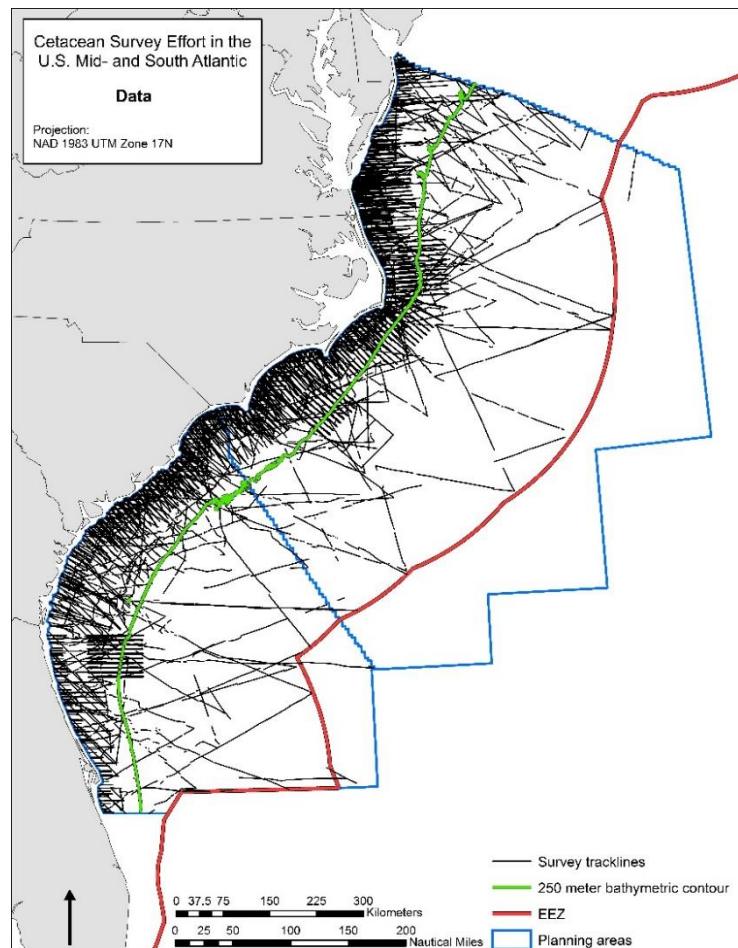 Cetacean Survey Effort in the
U.S. Mid- and South Atlantic
Data
Projection:
NAD 1983 UTM Zone 17N
Survey tracklines
250 meter bathymetric contour
EEZ
Planning areas
0 37.5 75 150 225 300
Kilometers
0 25 50 100 150 200
Nautical Miles